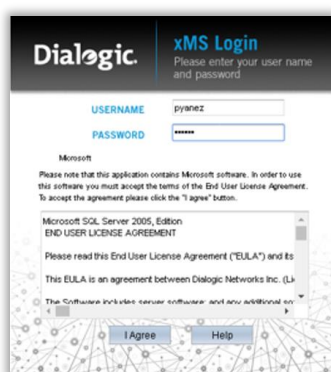 Dialogic.
xMS Login
Please enter your user name
and password
USERNAME pyanez
PASSWORD ••••••
Microsoft
Please note that this application contains Microsoft software. In order to use
this software you must accept the terms of the End User License Agreement.
To accept the agreement please click the "I agree" button.
Microsoft SQL Server 2005, Edition
END USER LICENSE AGREEMENT
Please read this End User License Agreement ("EULA") and its
This EULA is an agreement between Dialogic Networks Inc. (Li
The Software includes server software; and any additional so
I Agree Help